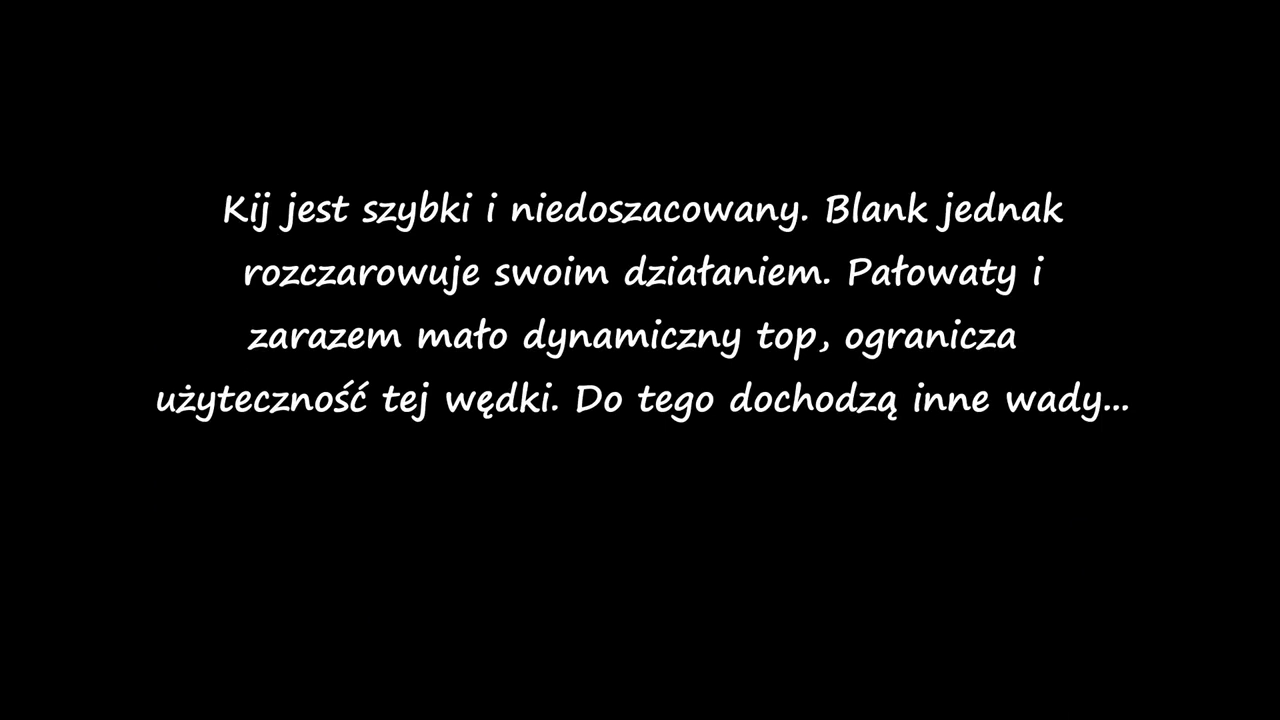 Kij jest szybki i niedoszacowany. Blank jednak
rozczarowuje swoim działaniem. Pałowaty i
zarazem mało dynamiczny top, ogranicza
użyteczność tej wędki. Do tego dochodzą inne wady...